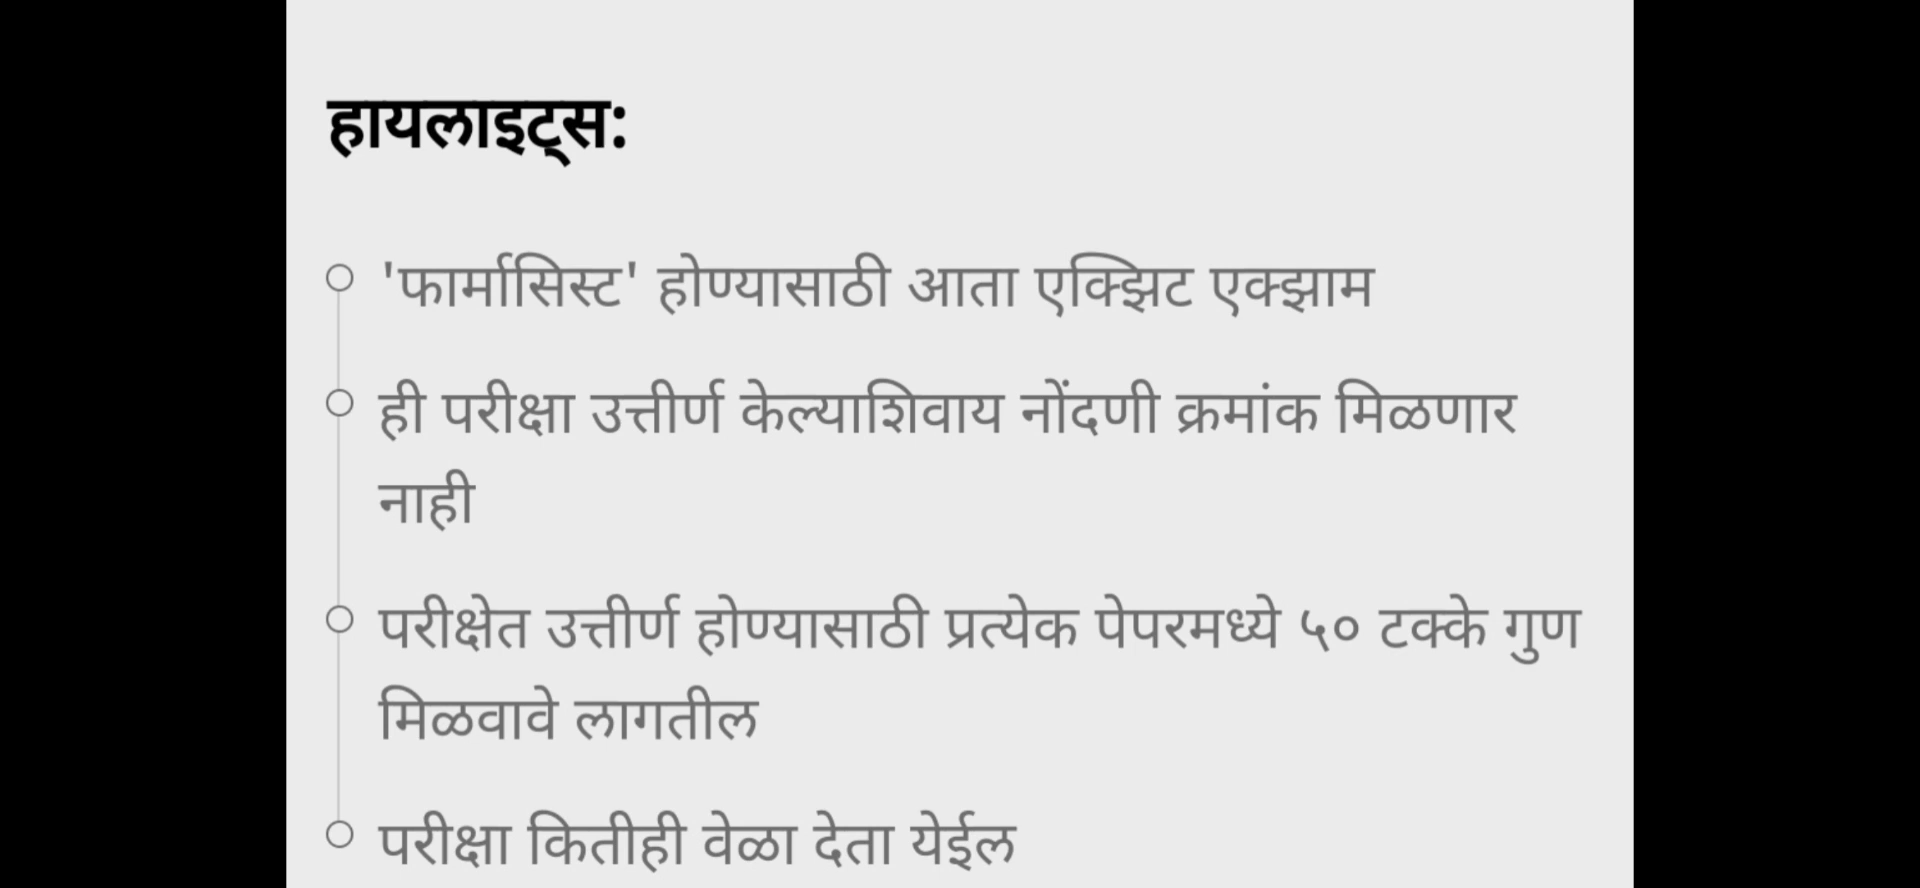 हायलाइट्स:
'फार्मासिस्ट' होण्यासाठी आता एक्झिट एक्झाम
ही परीक्षा उत्तीर्ण केल्याशिवाय नोंदणी क्रमांक मिळणार
नाही
परीक्षेत उत्तीर्ण होण्यासाठी प्रत्येक पेपरमध्ये ५० टक्के गुण
मिळवावे लागतील
परीक्षा कितीही वेळा देता येईल